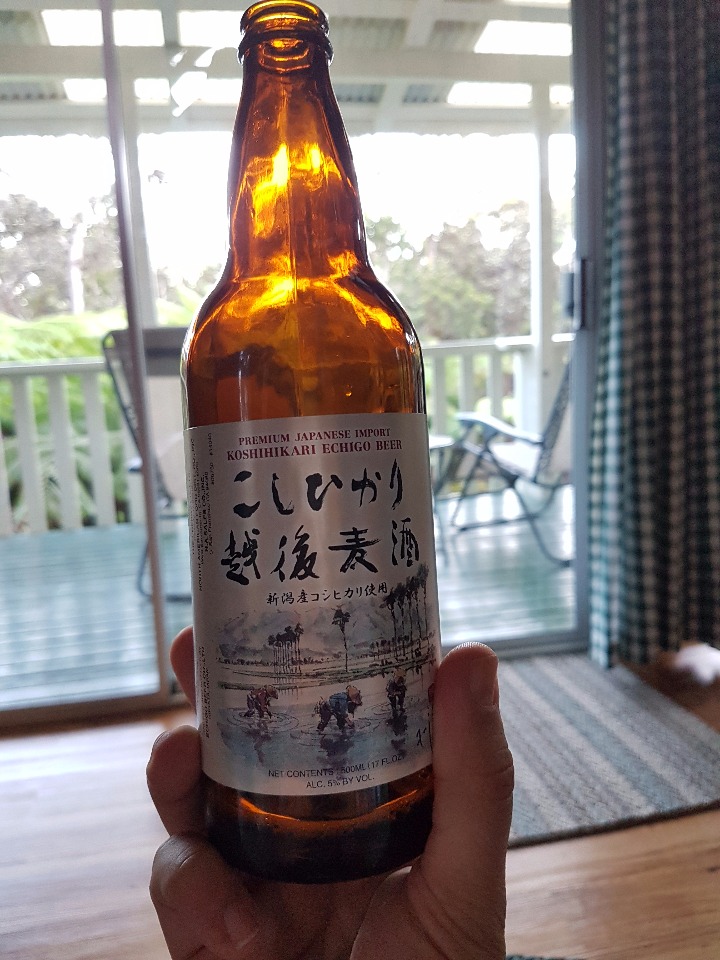 PREMIUM JAPANESE IMPORT
KOSHIHIKARI ECHIGO BEER
こしひかり
越後麦酒
新潟産コシヒカリ使用
NET CONTENTS : 500ML(17 FL.OZ)
ALC. 5% BY VOL.